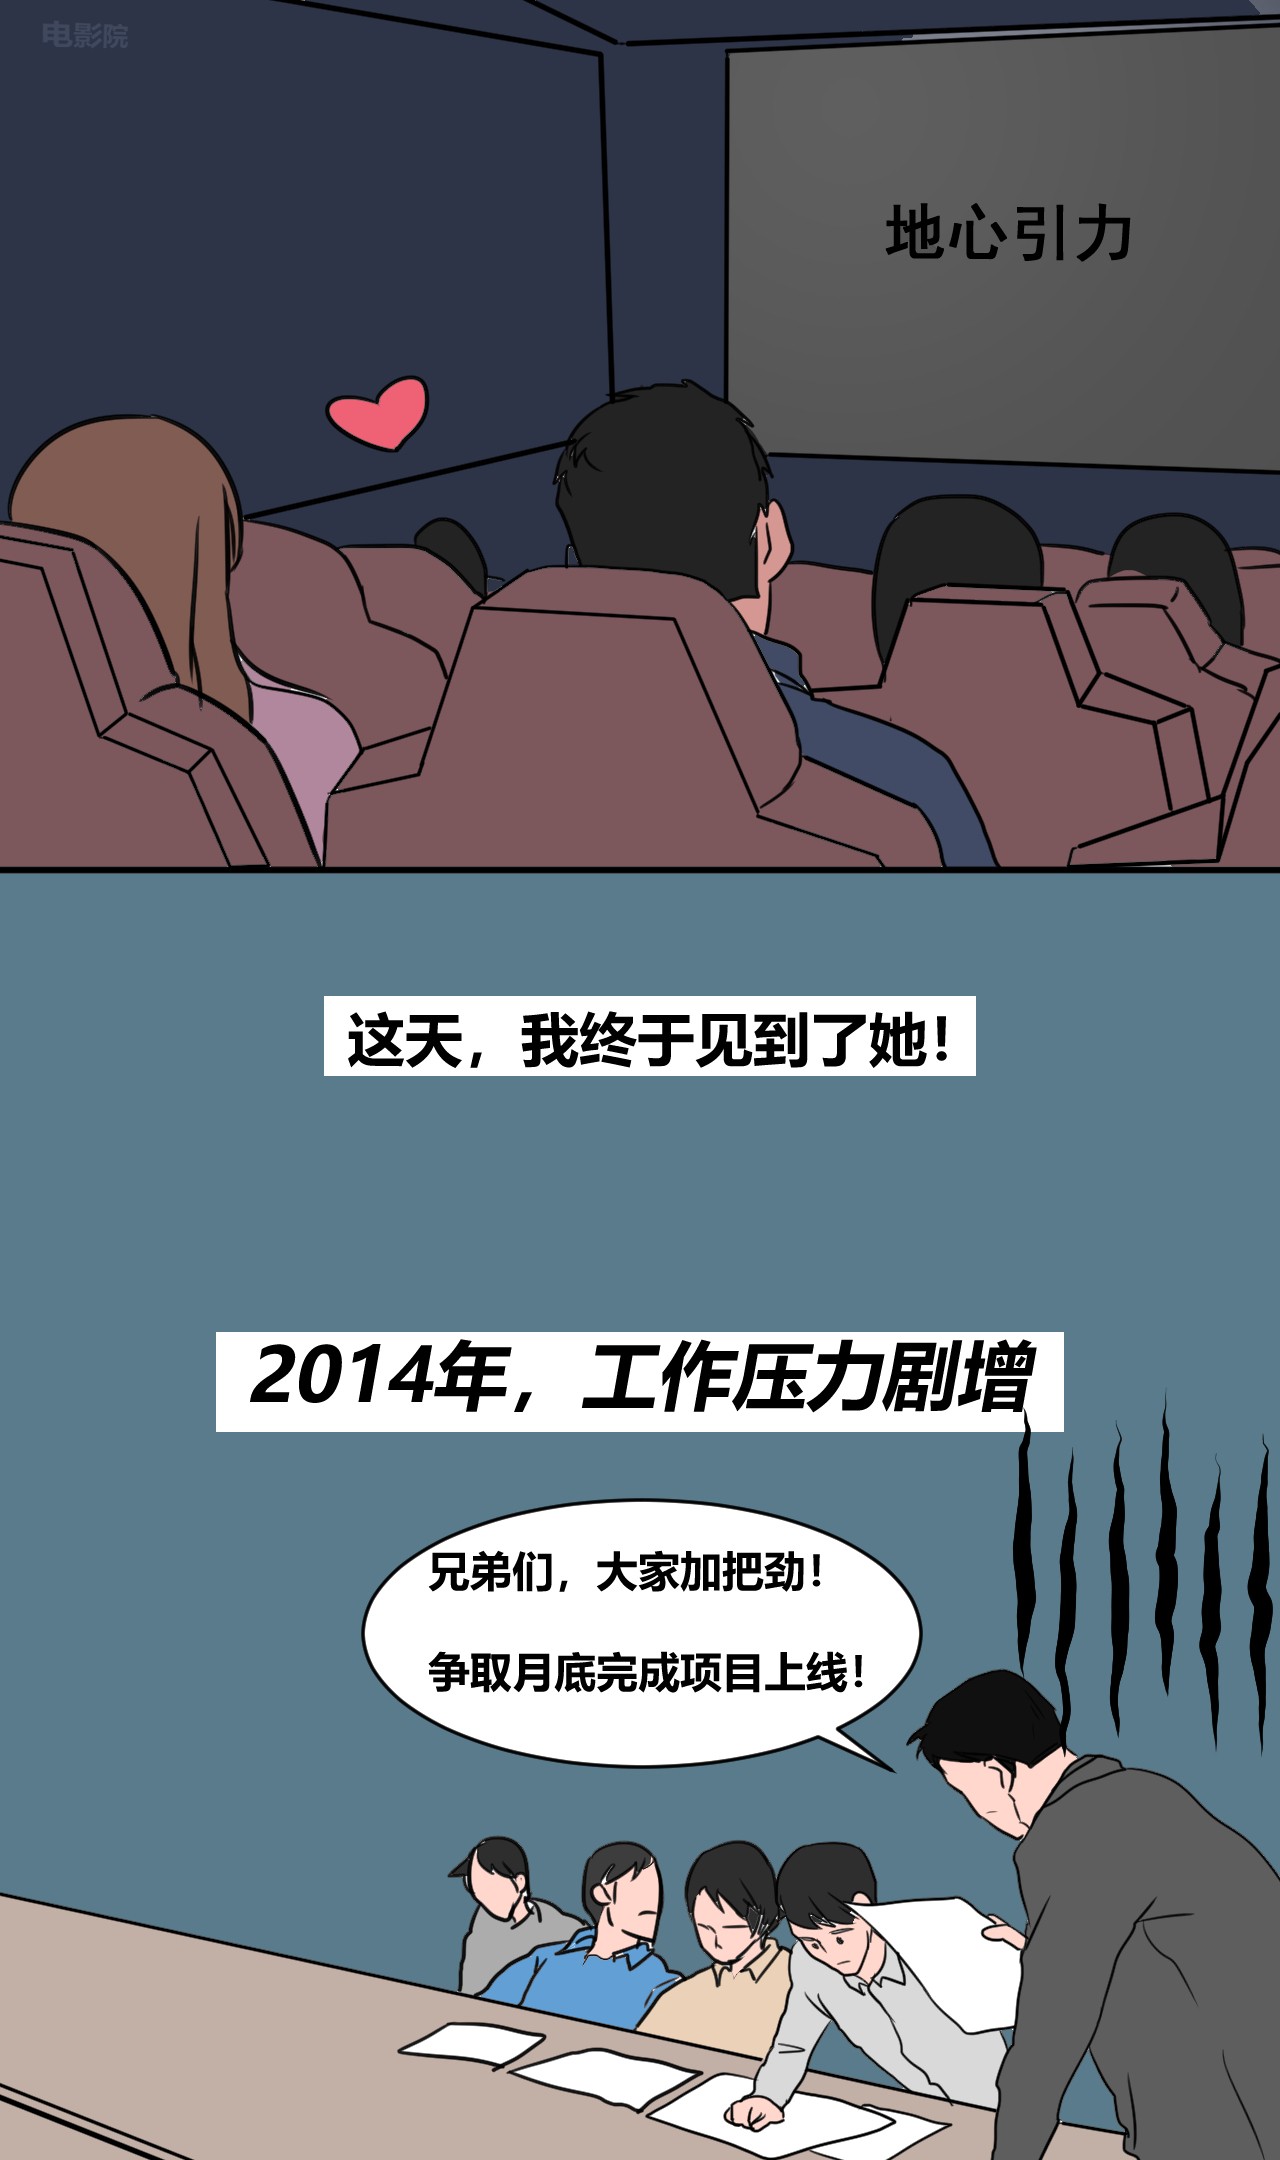 电影院
地心引力
这天，我终于见到了她！
2014年，工作压力剧增
兄弟们，大家加把劲！
争取月底完成项目上线！